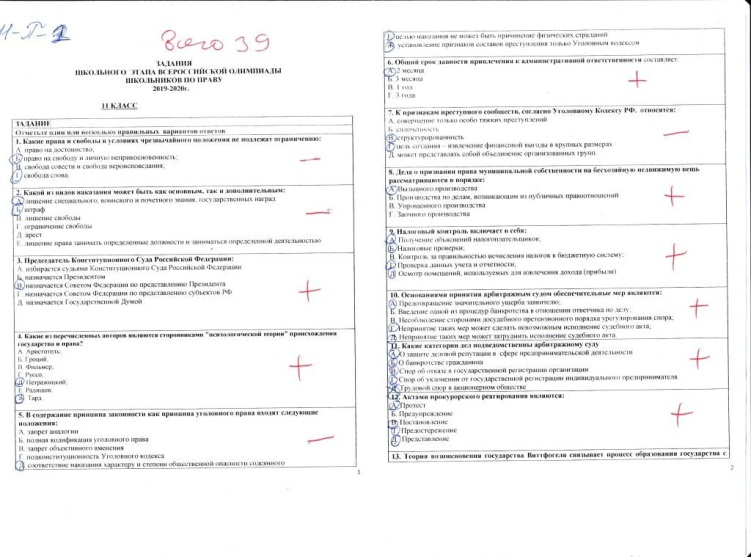 11-П-2
Всего 39
ЗАДАНИЯ
ШКОЛЬНОГО ЭТАПА ВСЕРОССИЙСКОЙ ОЛИМПИАДЫ
ШКОЛЬНИКОВ ПО ПРАВУ
2019-2020г.
11 КЛАСС
ЗАДАНИЕ
Отметьте один или несколько правильных вариантов ответов
1. Какие права и свободы в условиях чрезвычайного положения не подлежат ограничению:
А. право на достоинство;
Б. право на свободу и личную неприкосновенность;
В. свобода совести и свобода вероисповедания;
Г. свобода слова.
2. Какой из видов наказания может быть как основным, так и дополнительным:
А. лишение специального, воинского и почетного звания, государственных наград
Б. штраф
В. лишение свободы
Г. ограничение свободы
Д. арест
Е. лишение права занимать определенные должности и заниматься определенной деятельностью
3. Председатель Конституционного Суда Российской Федерации:
А. избирается судьями Конституционного Суда Российской Федерации
Б. назначается Президентом
В. назначается Советом Федерации по представлению Президента
Г. назначается Советом Федерации по представлению субъектов РФ
Д. назначается Государственной Думой
4. Какие из перечисленных авторов являются сторонниками "психологической теории" происхождения
государства и права?
А. Аристотель;
Б. Гроций;
В. Фильмер;
Г. Руссо;
Д. Петражицкий;
Е. Радищев;
Ж. Тард.
5. В содержание принципа законности как принципа уголовного права входят следующие
положения:
А. запрет аналогии
Б. полная кодификация уголовного права
В. запрет объективного вменения
Г. подконституционность Уголовного кодекса
Д. соответствие наказания характеру и степени общественной опасности содеянного
1
Е. целью наказания не может быть причинение физических страданий
Ж. установление признаков составов преступления только Уголовным кодексом
6. Общий срок давности привлечения к административной ответственности составляет:
А. 2 месяца
Б. 3 месяца
В. 1 год
Г. 3 года
7. К признакам преступного сообществ, согласно Уголовному Кодексу РФ, относятся:
А. совершение только особо тяжких преступлений
Б. сплоченность
В. структурированность
Г. цель создания – извлечение финансовой выгоды в крупных размерах
Д. может представлять собой объединение организованных групп
8. Дела о признании права муниципальной собственности на бесхозяйную недвижимую вещь
рассматриваются в порядке:
А. Вызывного производства
Б. Производства по делам, возникающим из публичных правоотношений
В. Упрощенного производства
Г. Заочного производства
9. Налоговый контроль включает в себя:
А. Получение объяснений налогоплательщиков;
Б. Налоговые проверки;
В. Контроль за правильностью исчисления налогов в бюджетную систему;
Г. Проверка данных учета и отчетности;
Д. Осмотр помещений, используемых для извлечения дохода (прибыли)
10. Основаниями принятия арбитражным судом обеспечительные мер являются:
А. Предотвращение значительного ущерба заявителю;
Б. Введение одной из процедур банкротства в отношении ответчика по делу;
В. Несоблюдение сторонами досудебного претензионного порядка урегулирования спора;
Г. Непринятие таких мер может сделать невозможным исполнение судебного акта;
Д. Непринятие таких мер может затруднить исполнение судебного акта.
11. Какие категории дел подведомственны арбитражному суду
А. О защите деловой репутации в сфере предпринимательской деятельности
Б. О банкротстве гражданина
В. Спор об отказе в государственной регистрации организации
Г. Спор об уклонении от государственной регистрации индивидуального предпринимателя
Д. Трудовой спор в акционерном обществе
12. Актами прокурорского реагирования являются:
А. Протест
Б. Предупреждение
В. Постановление
Г. Предостережение
Д. Представление
13. Теория возникновения государства Виттфогеля связывает процесс образования государства с
2